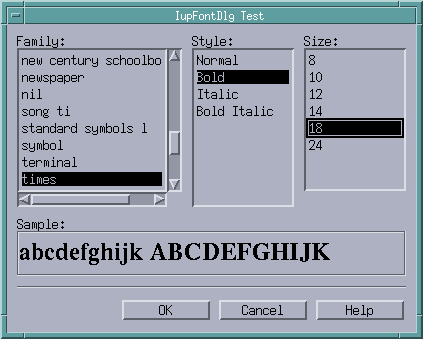 IupFontDlg Test
Family:
new century schoolbo
newspaper
nil
song ti
standard symbols l
symbol
terminal
times
Style:
Normal
Bold
Italic
Bold Italic
Size:
8
10
12
14
18
24
Sample:
abcdefghijk ABCDEFGHIJK
OK
Cancel
Help